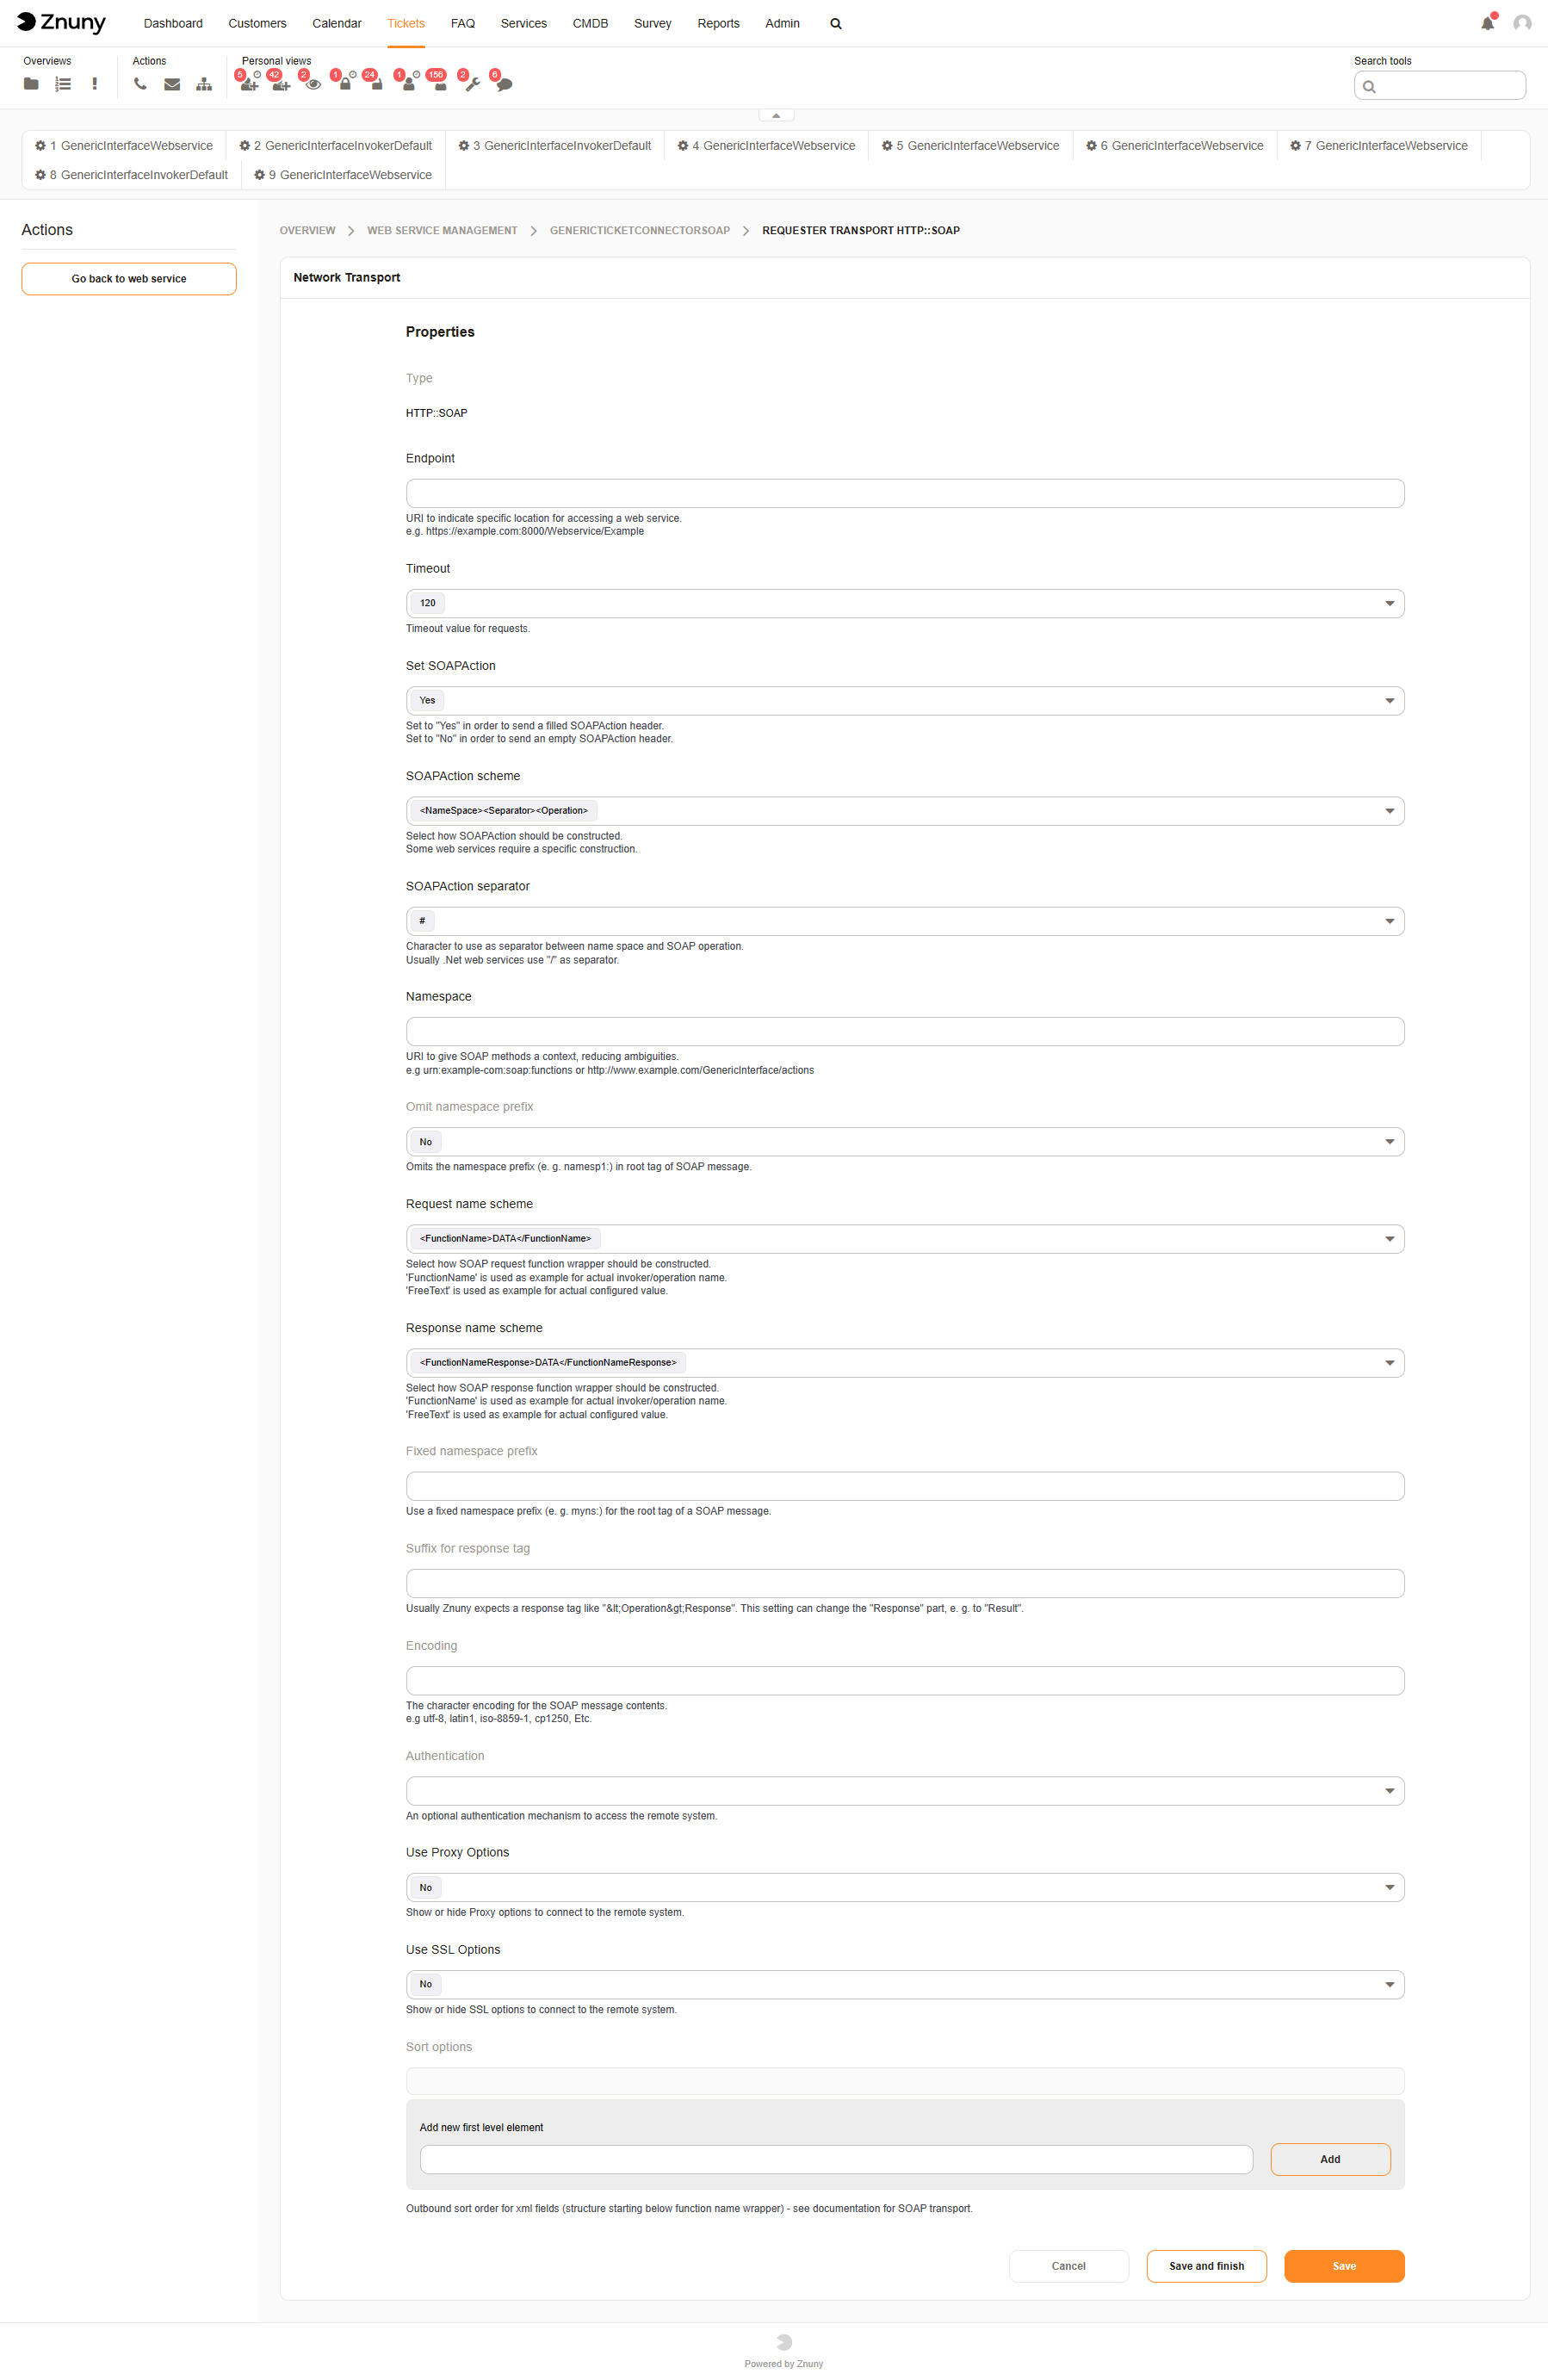 Znuny
Dashboard Customers Calendar Tickets FAQ Services CMDB Survey Reports Admin
Overviews Actions Personal views Search tools
5 42 2 1 24 1 156 2 6
1 GenericInterfaceWebservice 2 GenericInterfaceInvokerDefault 3 GenericInterfaceInvokerDefault 4 GenericInterfaceWebservice 5 GenericInterfaceWebservice 6 GenericInterfaceWebservice 7 GenericInterfaceWebservice
8 GenericInterfaceInvokerDefault 9 GenericInterfaceWebservice
Actions
Go back to web service
OVERVIEW > WEB SERVICE MANAGEMENT > GENERICTICKETCONNECTORSOAP > REQUESTER TRANSPORT HTTP::SOAP
Network Transport
Properties
Type
HTTP::SOAP
Endpoint
URI to indicate specific location for accessing a web service.
e.g. https://example.com:8000/Webservice/Example
Timeout
120
Timeout value for requests.
Set SOAPAction
Yes
Set to "Yes" in order to send a filled SOAPAction header.
Set to "No" in order to send an empty SOAPAction header.
SOAPAction scheme
<NameSpace><Separator><Operation>
Select how SOAPAction should be constructed.
Some web services require a specific construction.
SOAPAction separator
#
Character to use as separator between name space and SOAP operation.
Usually .Net web services use "/" as separator.
Namespace
URI to give SOAP methods a context, reducing ambiguities.
e.g urn:example-com:soap:functions or http://www.example.com/GenericInterface/actions
Omit namespace prefix
No
Omits the namespace prefix (e. g. namesp1:) in root tag of SOAP message.
Request name scheme
<FunctionName>DATA</FunctionName>
Select how SOAP request function wrapper should be constructed.
'FunctionName' is used as example for actual invoker/operation name.
'FreeText' is used as example for actual configured value.
Response name scheme
<FunctionNameResponse>DATA</FunctionNameResponse>
Select how SOAP response function wrapper should be constructed.
'FunctionName' is used as example for actual invoker/operation name.
'FreeText' is used as example for actual configured value.
Fixed namespace prefix
Use a fixed namespace prefix (e. g. myns:) for the root tag of a SOAP message.
Suffix for response tag
Usually Znuny expects a response tag like "&lt;Operation&gt;Response". This setting can change the "Response" part, e. g. to "Result".
Encoding
The character encoding for the SOAP message contents.
e.g utf-8, latin1, iso-8859-1, cp1250, Etc.
Authentication
An optional authentication mechanism to access the remote system.
Use Proxy Options
No
Show or hide Proxy options to connect to the remote system.
Use SSL Options
No
Show or hide SSL options to connect to the remote system.
Sort options
Add new first level element
Add
Outbound sort order for xml fields (structure starting below function name wrapper) - see documentation for SOAP transport.
Cancel Save and finish Save
Powered by Znuny